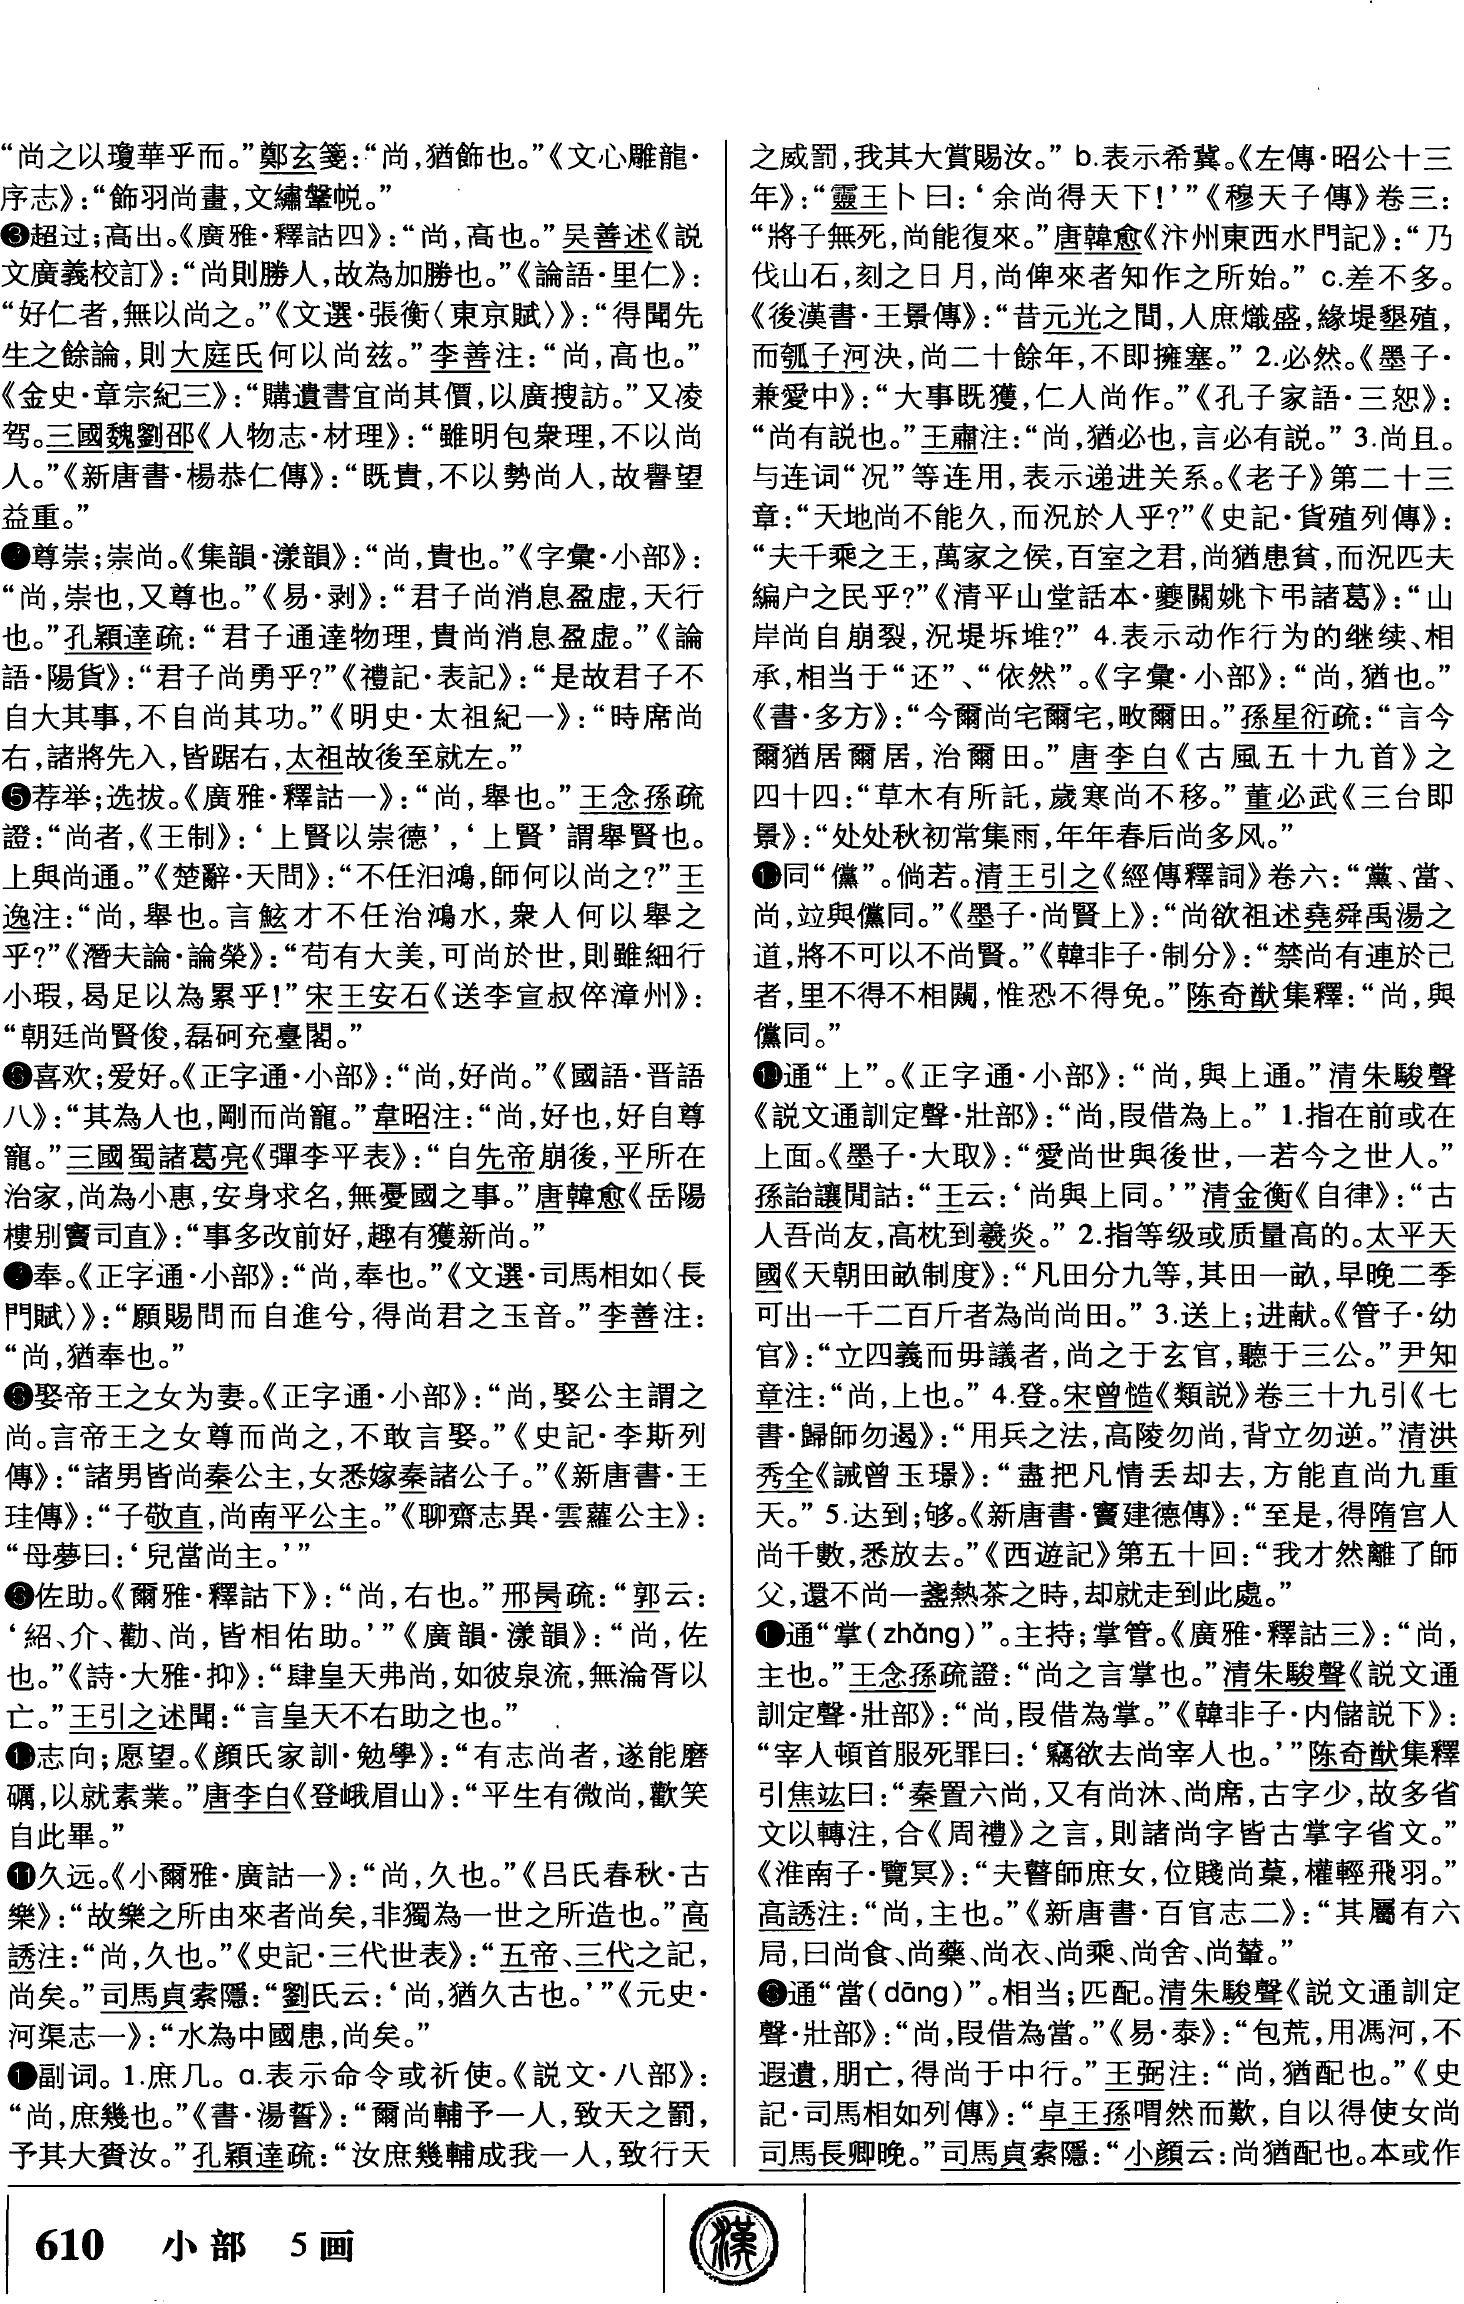 “尚之以瓊華乎而。”鄭玄箋：“尚，猶飾也。”《文心雕龍·
序志》：“飾羽尚畫，文繡鞶帨。”
❸超过；高出。《廣雅·釋詁四》：“尚，高也。”吴善述《説
文廣義校訂》：“尚則勝人，故為加勝也。”《論語·里仁》：
“好仁者，無以尚之。”《文選·張衡〈東京賦〉》：“得聞先
生之餘論，則大庭氏何以尚兹。”李善注：“尚，高也。”
《金史·章宗紀三》：“購遺書宜尚其價，以廣搜訪。”又凌
驾。三國魏劉邵《人物志·材理》：“雖明包衆理，不以尚
人。”《新唐書·楊恭仁傳》：“既貴，不以勢尚人，故譽望
益重。”
尊崇；崇尚。《集韻·漾韻》：“尚，貴也。”《字彙·小部》：
“尚，崇也，又尊也。”《易·剥》：“君子尚消息盈虚，天行
也。”孔穎達疏：“君子通達物理，貴尚消息盈虚。”《論
語·陽貨》：“君子尚勇乎？”《禮記·表記》：“是故君子不
自大其事，不自尚其功。”《明史·太祖紀一》：“時席尚
右，諸將先入，皆踞右，太祖故後至就左。”
❺荐举；选拔。《廣雅·釋詁一》：“尚，舉也。”王念孫疏
證：“尚者，《王制》：‘上賢以崇德’，‘上賢’謂舉賢也。
上與尚通。”《楚辭·天問》：“不任汩鴻，師何以尚之？”王
逸注：“尚，舉也。言鮌才不任治鴻水，衆人何以舉之
乎？”《潛夫論·論榮》：“苟有大美，可尚於世，則雖細行
小瑕，曷足以為累乎！”宋王安石《送李宣叔倅漳州》：
“朝廷尚賢俊，磊砢充臺閣。”
❻喜欢；爱好。《正字通·小部》：“尚，好尚。”《國語·晋語
八》：“其為人也，剛而尚寵。”韋昭注：“尚，好也，好自尊
寵。”三國蜀諸葛亮《彈李平表》：“自先帝崩後，平所在
治家，尚為小惠，安身求名，無憂國之事。”唐韓愈《岳陽
樓别竇司直》：“事多改前好，趣有獲新尚。”
奉。《正字通·小部》：“尚，奉也。”《文選·司馬相如〈長
門賦〉》：“願賜問而自進兮，得尚君之玉音。”李善注：
“尚，猶奉也。”
娶帝王之女为妻。《正字通·小部》：“尚，娶公主謂之
尚。言帝王之女尊而尚之，不敢言娶。”《史記·李斯列
傳》：“諸男皆尚秦公主，女悉嫁秦諸公子。”《新唐書·王
珪傳》：“子敬直，尚南平公主。”《聊齋志異·雲蘿公主》：
“母夢曰：‘兒當尚主。’”
佐助。《爾雅·釋詁下》：“尚，右也。”邢昺疏：“郭云：
‘紹、介、勸、尚，皆相佑助。’”《廣韻·漾韻》：“尚，佐
也。”《詩·大雅·抑》：“肆皇天弗尚，如彼泉流，無淪胥以
亡。”王引之述聞：“言皇天不右助之也。”
志向；愿望。《顔氏家訓·勉學》：“有志尚者，遂能磨
礪，以就素業。”唐李白《登峨眉山》：“平生有微尚，歡笑
自此畢。”
⓫久远。《小爾雅·廣詁一》：“尚，久也。”《吕氏春秋·古
樂》：“故樂之所由來者尚矣，非獨為一世之所造也。”高
誘注：“尚，久也。”《史記·三代世表》：“五帝、三代之記，
尚矣。”司馬貞索隱：“劉氏云：‘尚，猶久古也。’”《元史·
河渠志一》：“水為中國患，尚矣。”
副词。1.庶几。a.表示命令或祈使。《説文·八部》：
“尚，庶幾也。”《書·湯誓》：“爾尚輔予一人，致天之罰，
予其大賚汝。”孔穎達疏：“汝庶幾輔成我一人，致行天
之威罰，我其大賞賜汝。”b.表示希冀。《左傳·昭公十三
年》：“靈王卜曰：‘余尚得天下！’”《穆天子傳》卷三：
“將子無死，尚能復來。”唐韓愈《汴州東西水門記》：“乃
伐山石，刻之日月，尚俾來者知作之所始。”c.差不多。
《後漢書·王景傳》：“昔元光之間，人庶熾盛，緣堤墾殖，
而瓠子河決，尚二十餘年，不即擁塞。”2.必然。《墨子·
兼愛中》：“大事既獲，仁人尚作。”《孔子家語·三恕》：
“尚有説也。”王肅注：“尚，猶必也，言必有説。”3.尚且。
与连词“况”等连用，表示递进关系。《老子》第二十三
章：“天地尚不能久，而況於人乎？”《史記·貨殖列傳》：
“夫千乘之王，萬家之侯，百室之君，尚猶患貧，而況匹夫
編户之民乎？”《清平山堂話本·夔關姚卞弔諸葛》：“山
岸尚自崩裂，況堤坼堆？”4.表示动作行为的继续、相
承，相当于“还”、“依然”。《字彙·小部》：“尚，猶也。”
《書·多方》：“今爾尚宅爾宅，畋爾田。”孫星衍疏：“言今
爾猶居爾居，治爾田。”唐李白《古風五十九首》之
四十四：“草木有所託，歲寒尚不移。”董必武《三台即
景》：“处处秋初常集雨，年年春后尚多风。”
同“儻”。倘若。清王引之《經傳釋詞》卷六：“黨、當、
尚，竝與儻同。”《墨子·尚賢上》：“尚欲祖述堯舜禹湯之
道，將不可以不尚賢。”《韓非子·制分》：“禁尚有連於己
者，里不得不相闚，惟恐不得免。”陈奇猷集釋：“尚，與
儻同。”
通“上”。《正字通·小部》：“尚，與上通。”清朱駿聲
《説文通訓定聲·壯部》：“尚，叚借為上。”1.指在前或在
上面。《墨子·大取》：“愛尚世與後世，一若今之世人。”
孫詒讓閒詁：“王云：‘尚與上同。’”清金衡《自律》：“古
人吾尚友，高枕到羲炎。”2.指等级或质量高的。太平天
國《天朝田畝制度》：“凡田分九等，其田一畝，早晚二季
可出一千二百斤者為尚尚田。”3.送上；进献。《管子·幼
官》：“立四義而毋議者，尚之于玄官，聽于三公。”尹知
章注：“尚，上也。”4.登。宋曾慥《類説》卷三十九引《七
書·歸師勿遏》：“用兵之法，高陵勿尚，背立勿逆。”清洪
秀全《誡曾玉璟》：“盡把凡情丢却去，方能直尚九重
天。”5.达到；够。《新唐書·竇建德傳》：“至是，得隋宫人
尚千數，悉放去。”《西遊記》第五十回：“我才然離了師
父，還不尚一盞熱茶之時，却就走到此處。”
通“掌(zhǎng)”。主持；掌管。《廣雅·釋詁三》：“尚，
主也。”王念孫疏證：“尚之言掌也。”清朱駿聲《説文通
訓定聲·壯部》：“尚，叚借為掌。”《韓非子·内儲説下》：
“宰人頓首服死罪曰：‘竊欲去尚宰人也。’”陈奇猷集釋
引焦竑曰：“秦置六尚，又有尚沐、尚席，古字少，故多省
文以轉注，合《周禮》之言，則諸尚字皆古掌字省文。”
《淮南子·覽冥》：“夫瞽師庶女，位賤尚葈，權輕飛羽。”
高誘注：“尚，主也。”《新唐書·百官志二》：“其屬有六
局，曰尚食、尚藥、尚衣、尚乘、尚舍、尚輦。”
通“當(dāng)”。相当；匹配。清朱駿聲《説文通訓定
聲·壯部》：“尚，叚借為當。”《易·泰》：“包荒，用馮河，不
遐遺，朋亡，得尚于中行。”王弼注：“尚，猶配也。”《史
記·司馬相如列傳》：“卓王孫喟然而歎，自以得使女尚
司馬長卿晚。”司馬貞索隱：“小顔云：尚猶配也。本或作
610 小部 5画
漢